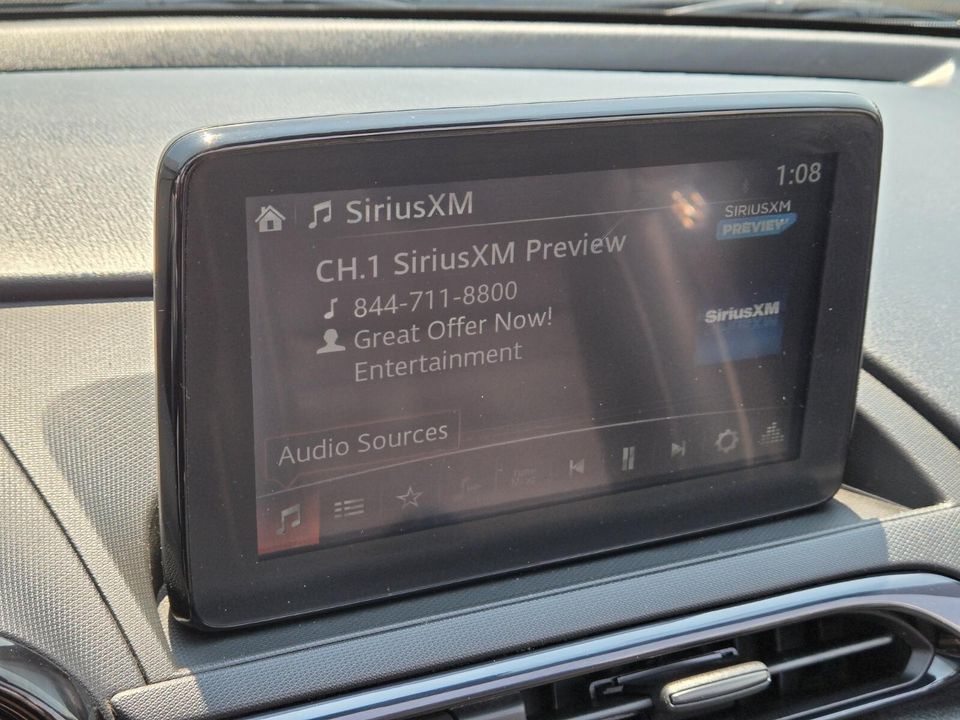 SiriusXM
1:08
SIRIUSXM
PREVIEW
CH.1 SiriusXM Preview
844-711-8800
Great Offer Now!
Entertainment
SiriusXM
Audio Sources